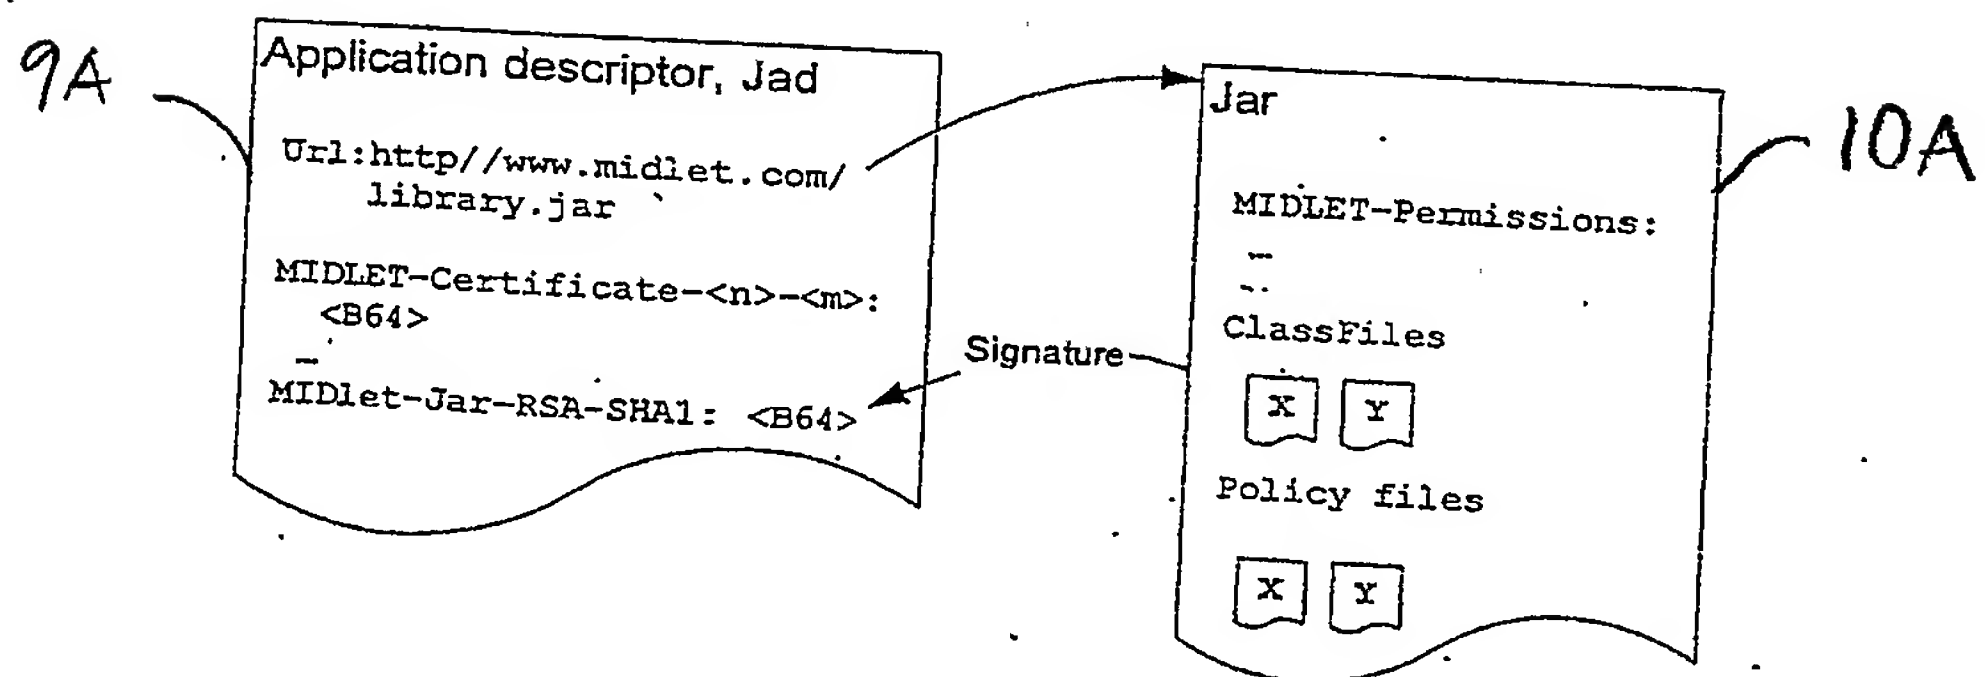 9A
Application descriptor, Jad
Url:http//www.midlet.com/
library.jar
MIDLET-Certificate-<n>-<m>:
<B64>
MIDlet-Jar-RSA-SHA1: <B64>
Signature
Jar
10A
MIDLET-Permissions:
ClassFiles
X Y
Policy files
X Y